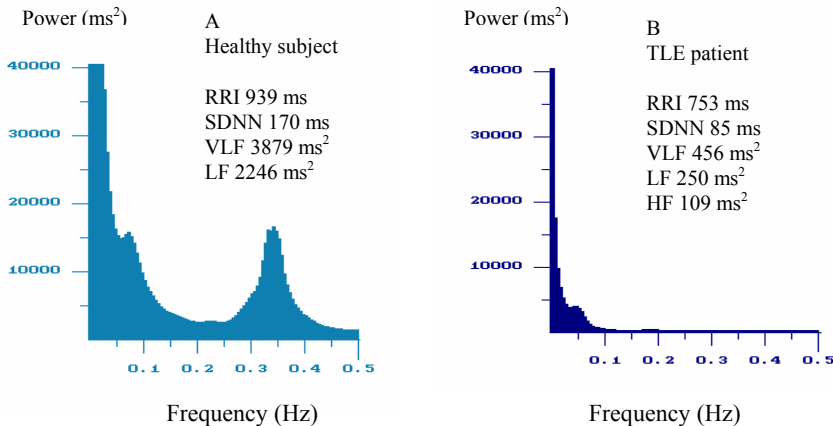 Power (ms²)
A
Healthy subject
RRI 939 ms
SDNN 170 ms
VLF 3879 ms²
LF 2246 ms²
40000
30000
20000
10000
0.1 0.2 0.3 0.4 0.5
Frequency (Hz)
Power (ms²)
B
TLE patient
RRI 753 ms
SDNN 85 ms
VLF 456 ms²
LF 250 ms²
HF 109 ms²
40000
30000
20000
10000
0.1 0.2 0.3 0.4 0.5
Frequency (Hz)